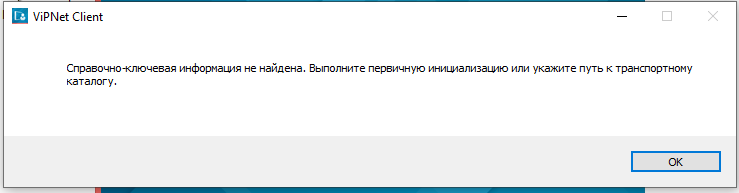 ViPNet Client
Справочно-ключевая информация не найдена. Выполните первичную инициализацию или укажите путь к транспортному
каталогу.
OK